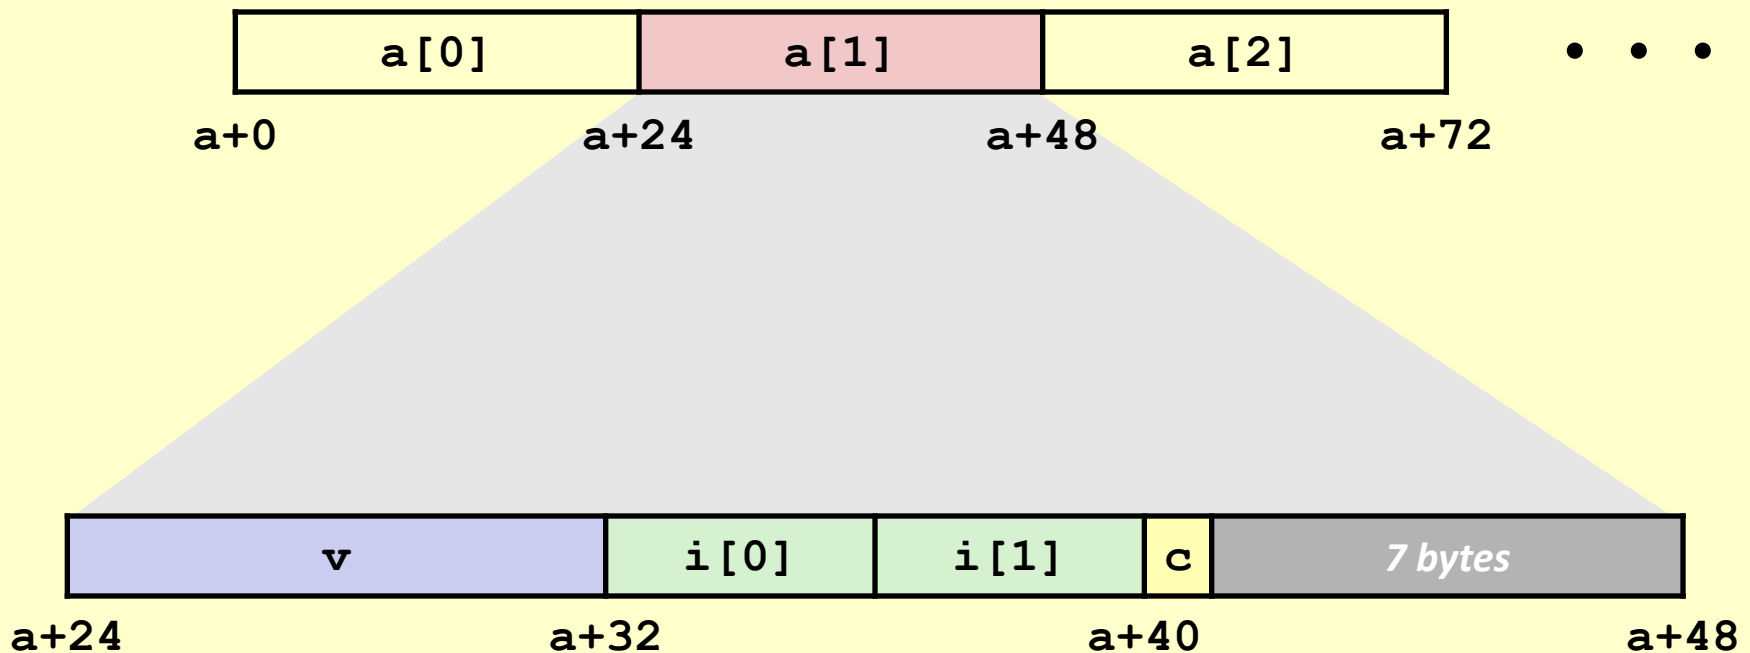 a[0] a[1] a[2] • • •
a+0 a+24 a+48 a+72
v i[0] i[1] c 7 bytes
a+24 a+32 a+40 a+48